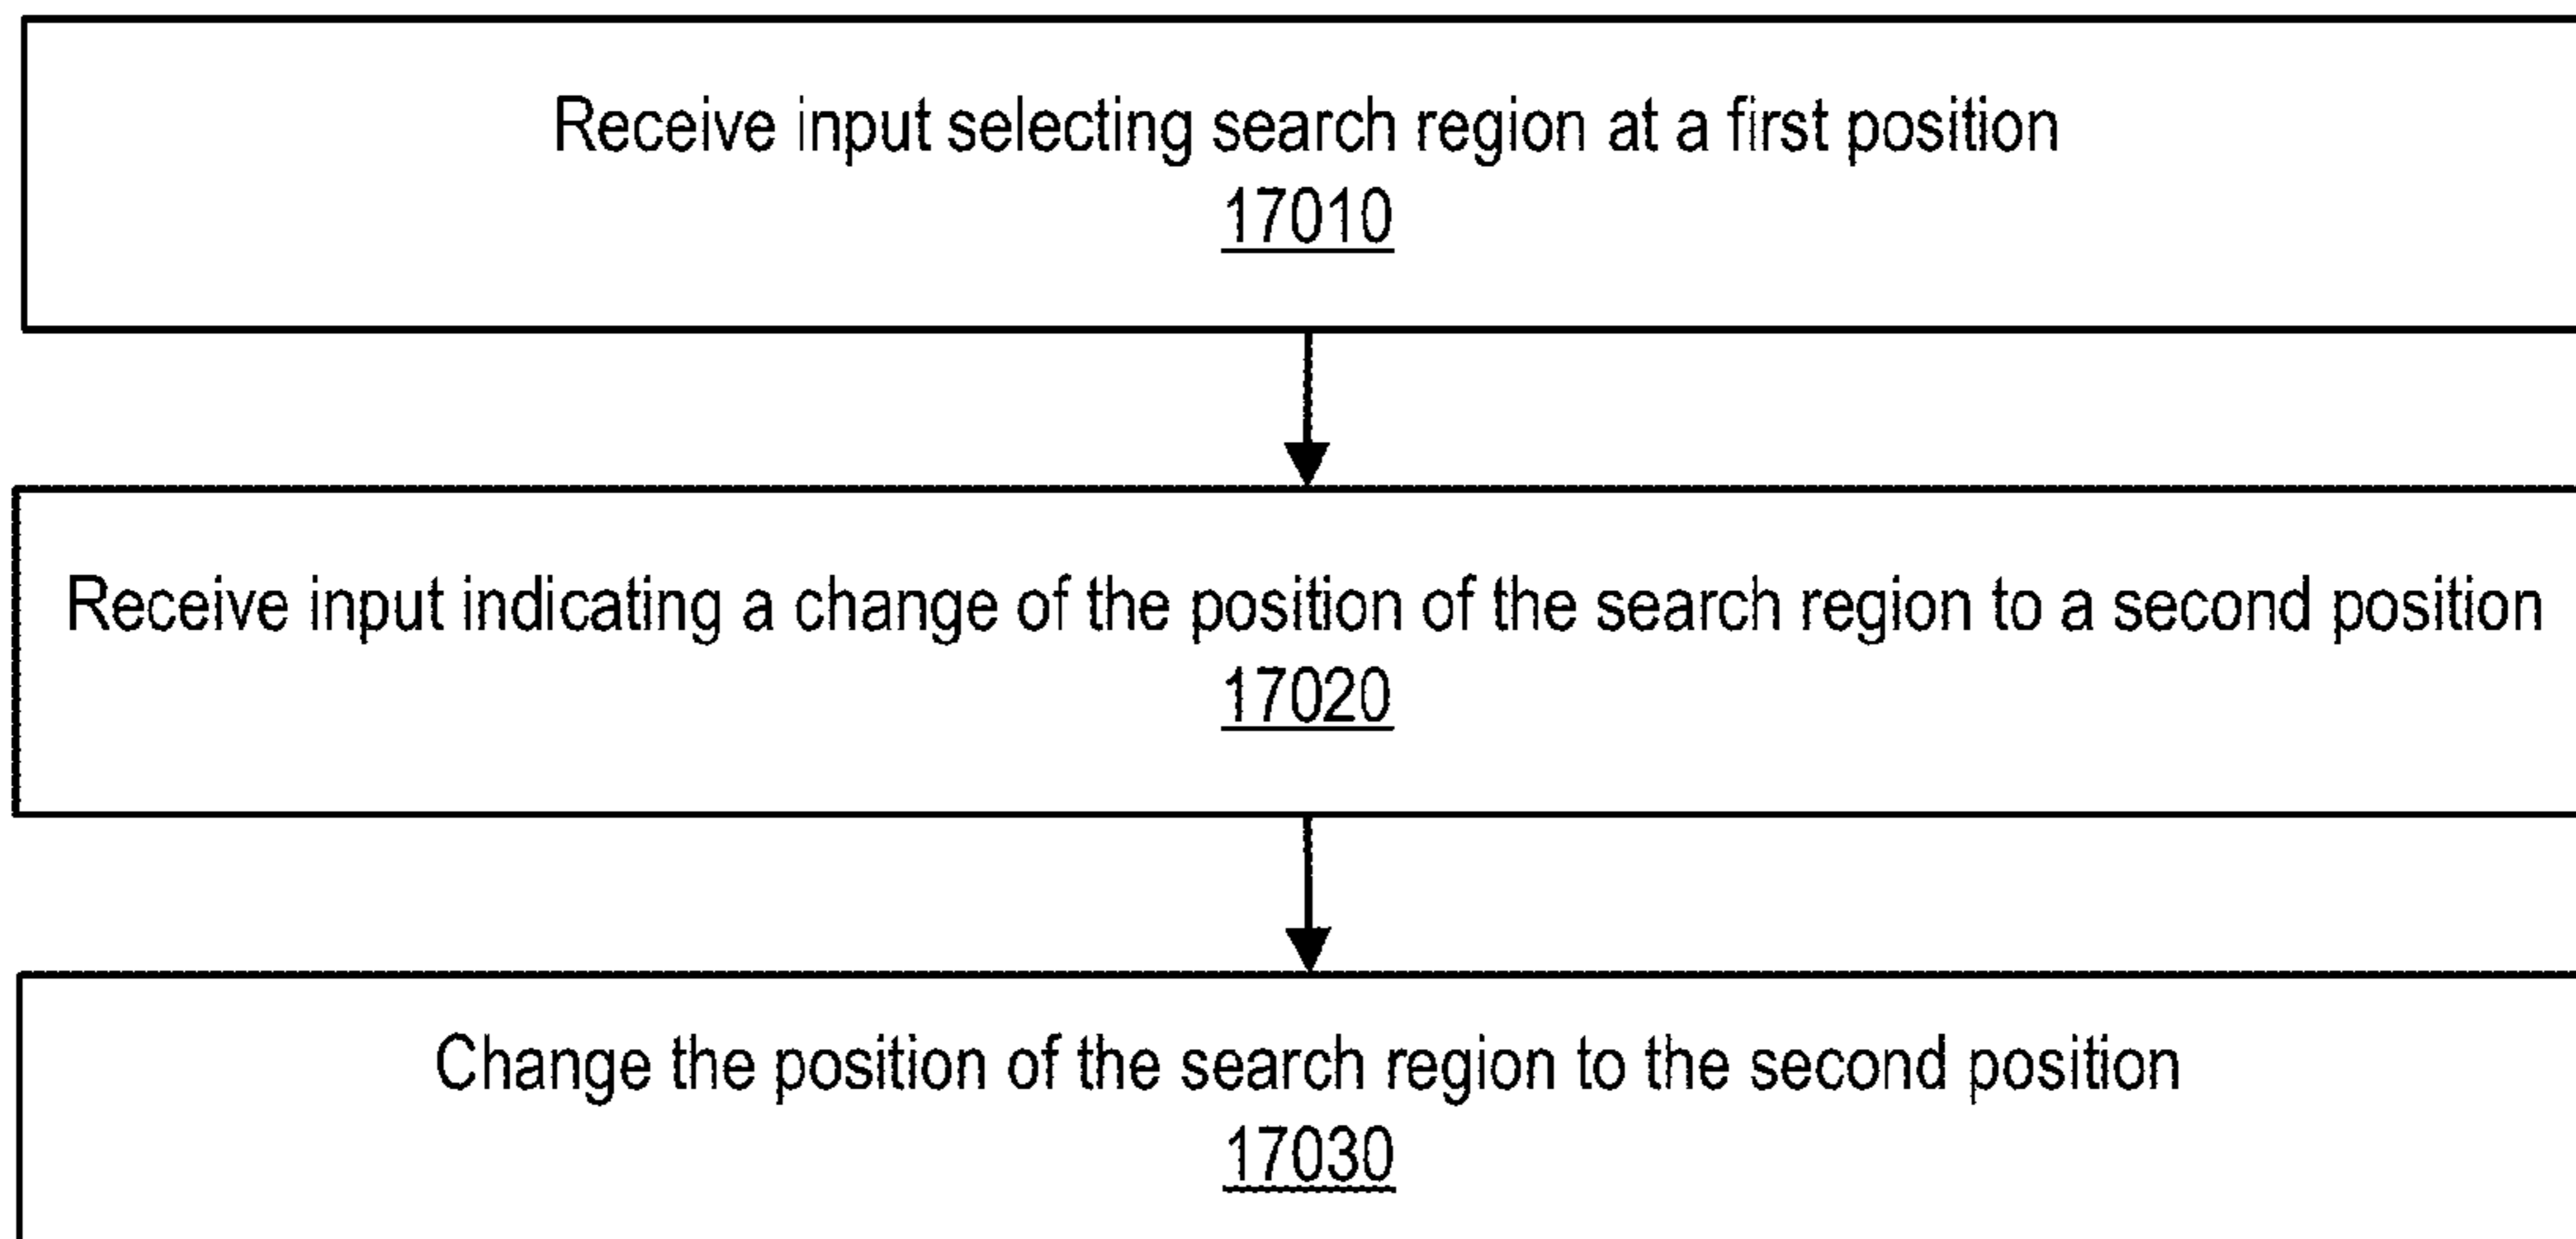 Receive input selecting search region at a first position
17010
Receive input indicating a change of the position of the search region to a second position
17020
Change the position of the search region to the second position
17030